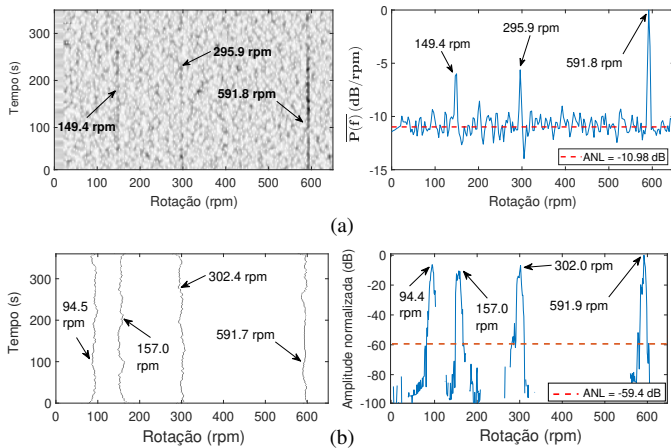 300
200
100
0
Tempo (s)
295.9 rpm
591.8 rpm
149.4 rpm
0 100 200 300 400 500 600
Rotação (rpm)
0
-5
-10
-15
P(f) (dB/rpm)
149.4 rpm
295.9 rpm
591.8 rpm
ANL = -10.98 dB
0 100 200 300 400 500 600
Rotação (rpm)
(a)
300
240
180
120
60
0
Tempo (s)
94.5
rpm
302.4 rpm
157.0
rpm
591.7 rpm
0 100 200 300 400 500 600
Rotação (rpm)
0
-20
-40
-60
-80
-100
Amplitude normalizada (dB)
94.4
rpm
157.0
rpm
302.0 rpm
591.9 rpm
ANL = -59.4 dB
0 100 200 300 400 500 600
Rotação (rpm)
(b)